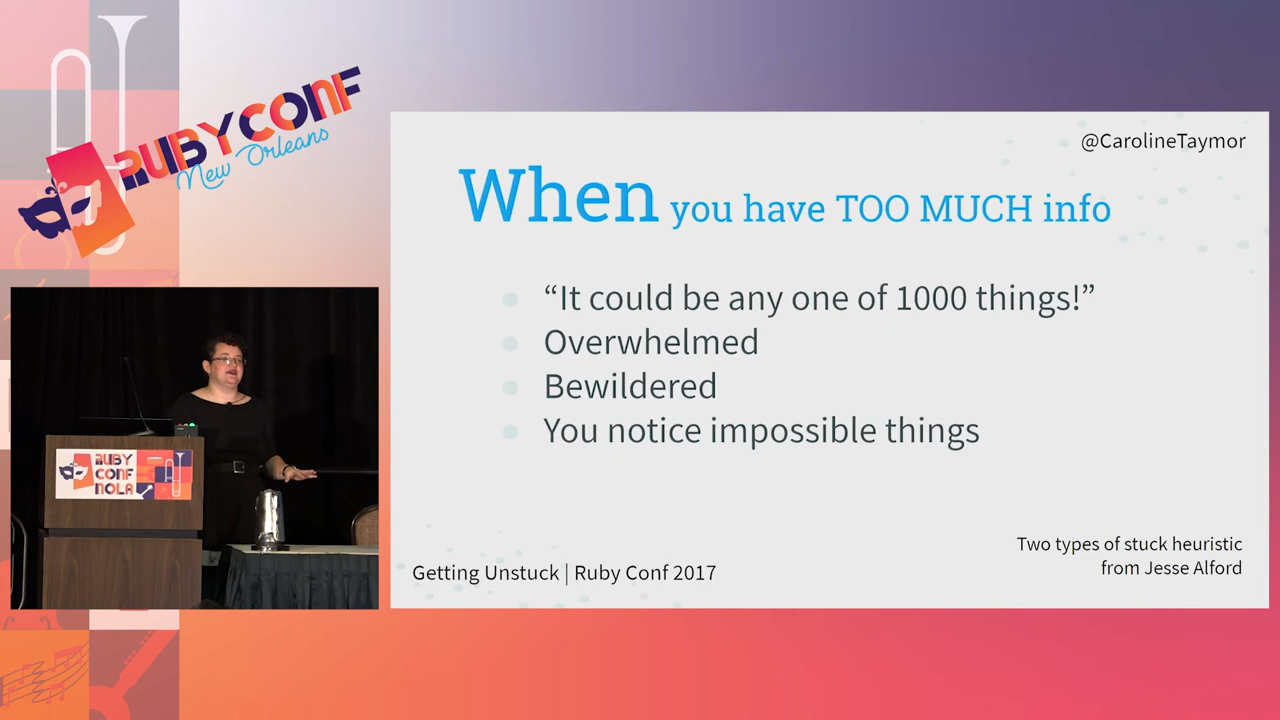 RUBYCONF
New Orleans
@CarolineTaymor
When you have TOO MUCH info
“It could be any one of 1000 things!”
Overwhelmed
Bewildered
You notice impossible things
RUBY
CONF
NOLA
Two types of stuck heuristic
from Jesse Alford
Getting Unstuck | Ruby Conf 2017